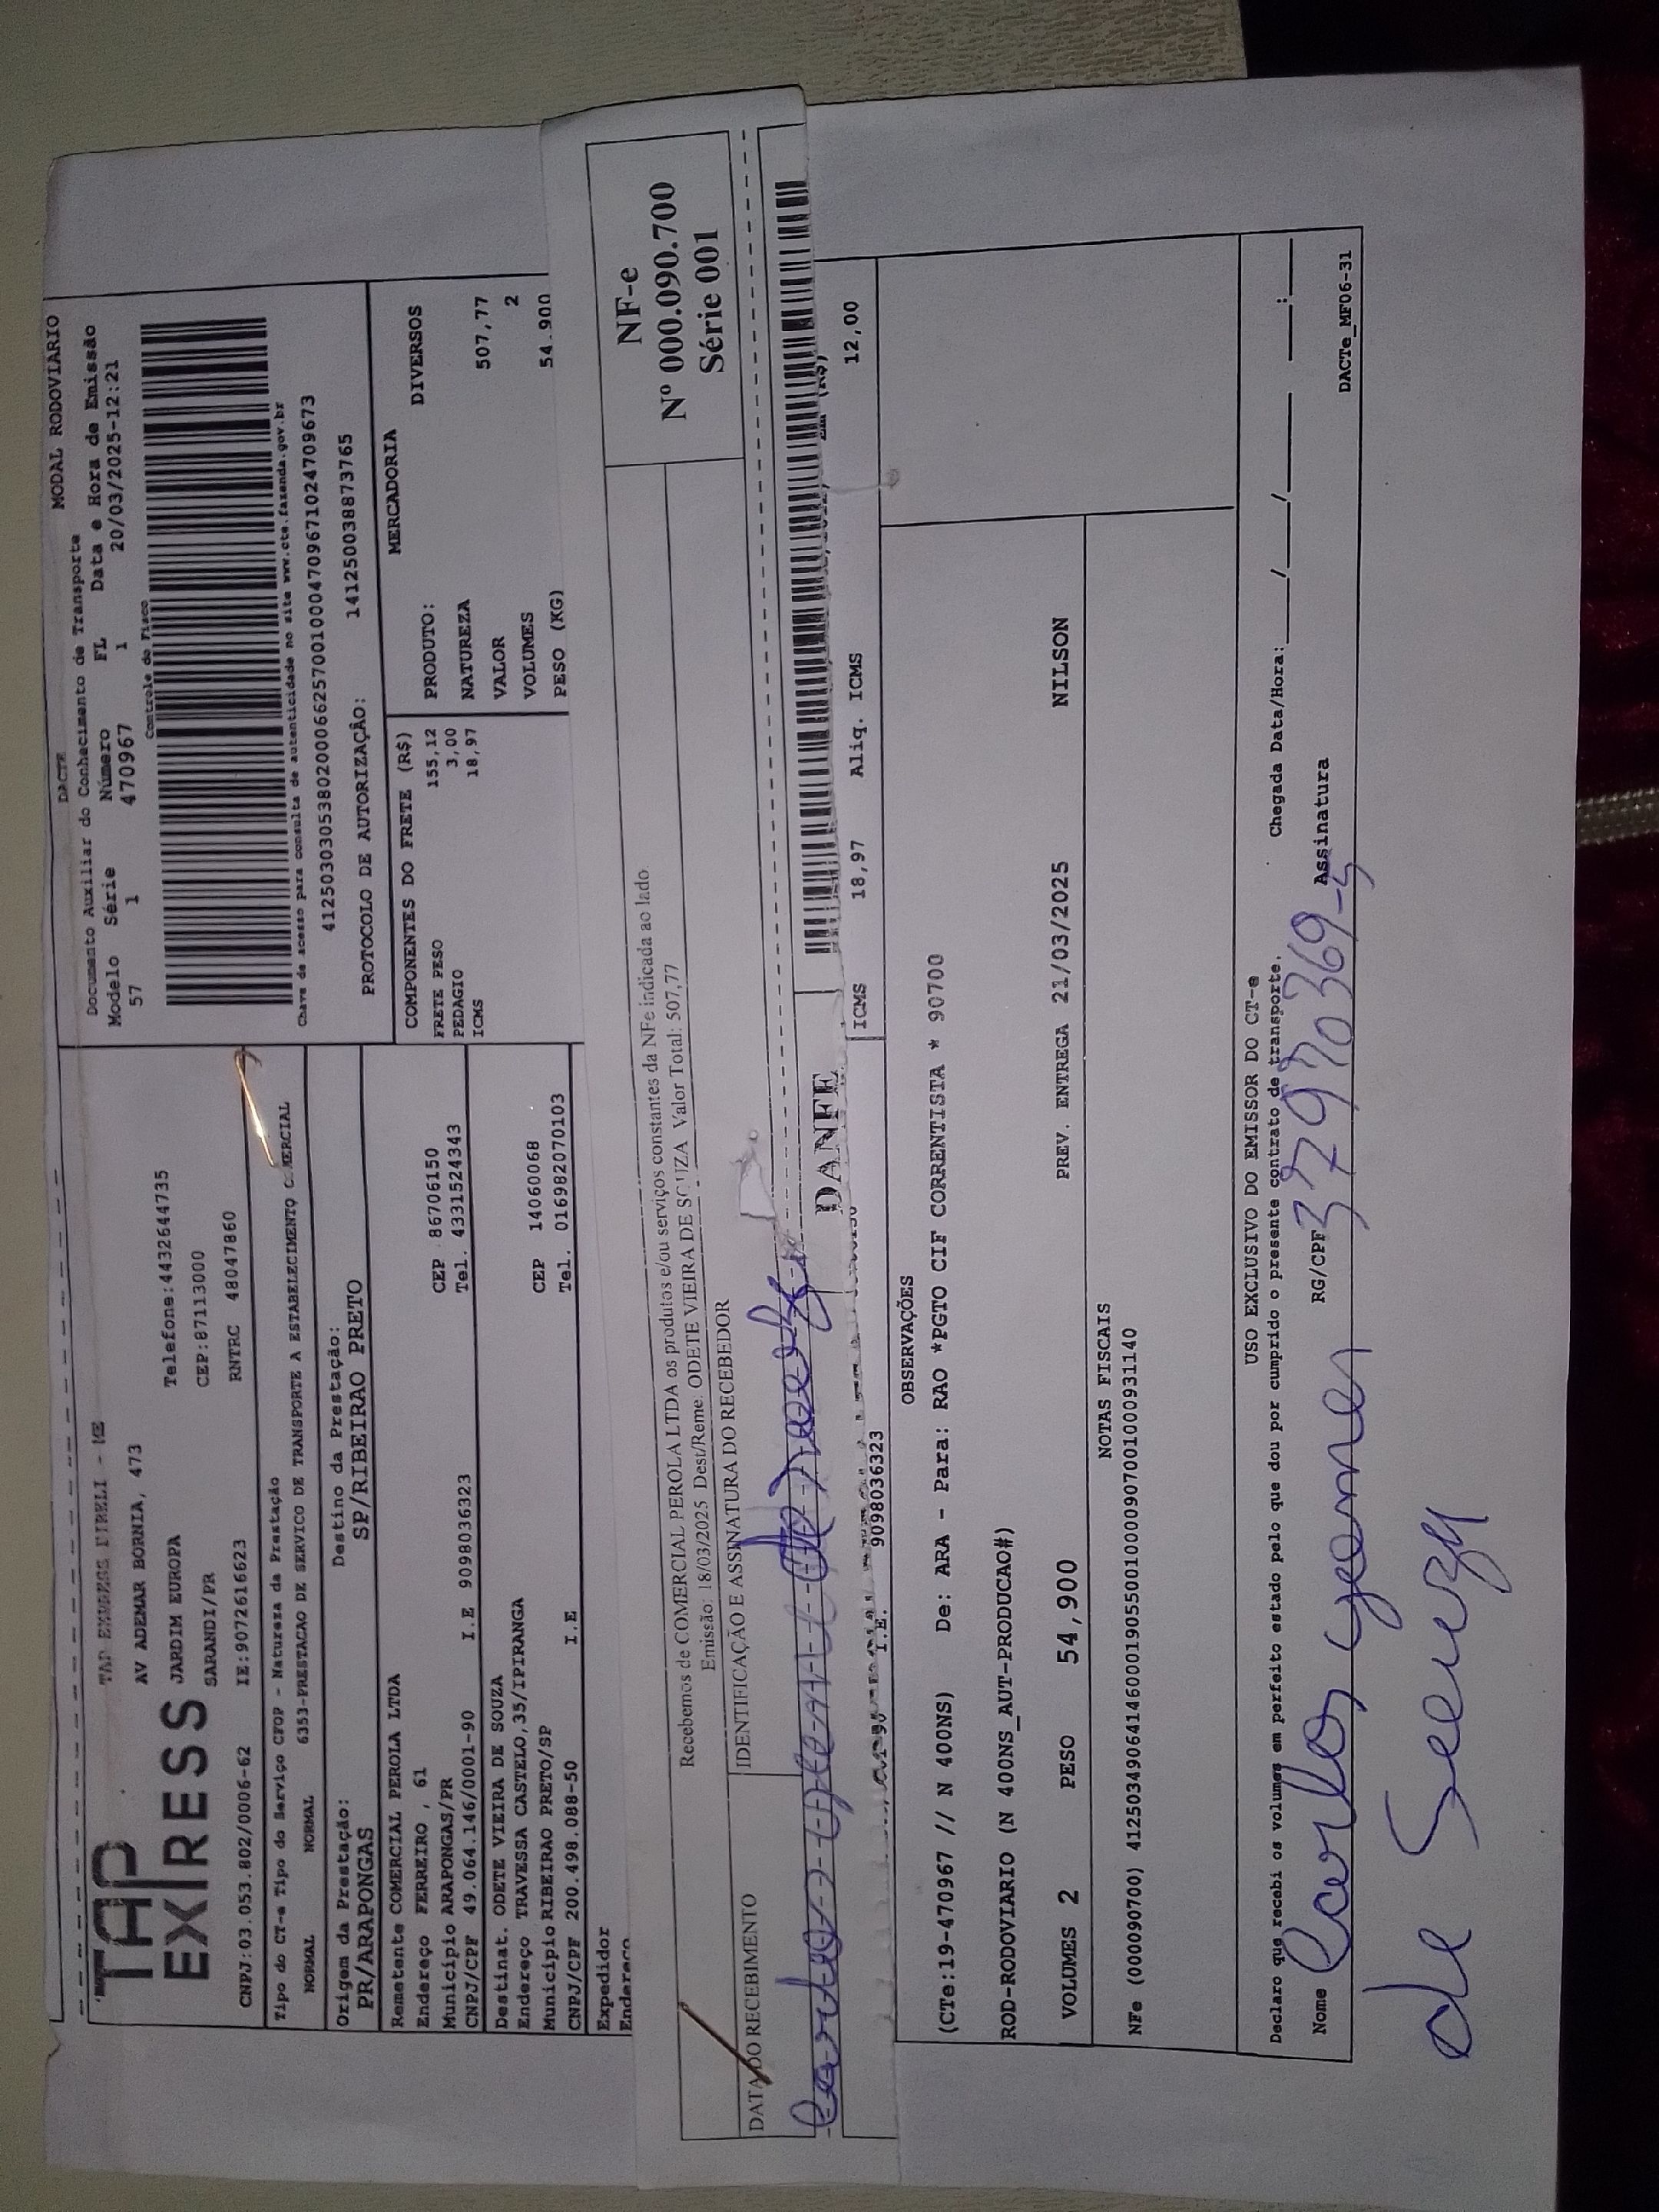 DACTE
MODAL RODOVIARIO
Documento Auxiliar do Conhecimento de Transporte
Modelo Série Número FL Data e Hora de Emissão
57 1 470967 1 20/03/2025-12:21
Controle do Fisco
Chave de acesso para consulta de autenticidade no site www.cte.fazenda.gov.br
41250303053802000662570010004709671024709673
PROTOCOLO DE AUTORIZAÇÃO: 141250038873765
TAP EXPRESS
TAP EXPRESS EIRELI - ME
AV ADEMAR BORNIA, 473
JARDIM EUROPA Telefone:4432644735
SARANDI/PR CEP:87113000
CNPJ:03.053.802/0006-62 IE:9072616623 RNTRC 48047860
Tipo do CT-e Tipo do Serviço CFOP - Natureza da Prestação
NORMAL NORMAL 6353-PRESTACAO DE SERVICO DE TRANSPORTE A ESTABELECIMENTO COMERCIAL
Origem da Prestação: Destino da Prestação:
PR/ARAPONGAS SP/RIBEIRAO PRETO
Remetente COMERCIAL PEROLA LTDA
Endereço FERREIRO , 61
Município ARAPONGAS/PR CEP 86706150
CNPJ/CPF 49.064.146/0001-90 I.E 9098036323 Tel. 4331524343
Destinat. ODETE VIEIRA DE SOUZA
Endereço TRAVESSA CASTELO,35/IPIRANGA
Município RIBEIRAO PRETO/SP CEP 14060068
CNPJ/CPF 200.498.088-50 I.E Tel. 016982070103
Expedidor
Endereço
COMPONENTES DO FRETE (R$)
FRETE PESO 155,12
PEDAGIO 3,00
ICMS 18,97
MERCADORIA
PRODUTO: DIVERSOS
NATUREZA
VALOR 507,77
VOLUMES 2
PESO (KG) 54.900
Recebemos de COMERCIAL PEROLA LTDA os produtos e/ou serviços constantes da NFe indicada ao lado
Emissão: 18/03/2025 Dest/Reme: ODETE VIEIRA DE SOUZA Valor Total: 507,77
DATA DO RECEBIMENTO IDENTIFICAÇÃO E ASSINATURA DO RECEBEDOR
NF-e
Nº 000.090.700
Série 001
DANFE
I.E. 9098036323
ICMS 18,97 Aliq. ICMS 12,00
OBSERVAÇÕES
(CTe:19-470967 // N 400NS) De: ARA - Para: RAO *PGTO CIF CORRENTISTA * 90700
ROD-RODOVIARIO (N 400NS_AUT-PRODUCAO#)
VOLUMES 2 PESO 54,900 PREV. ENTREGA 21/03/2025 NILSON
NOTAS FISCAIS
NFe (000090700) 41250349064146000190550010000907001000931140
USO EXCLUSIVO DO EMISSOR DO CT-e
Declaro que recebi os volumes em perfeito estado pelo que dou por cumprido o presente contrato de transporte. Chegada Data/Hora:___/___/___ ___:___
Nome Carlos RG/CPF Assinatura
de Souza
DACTe_MF06-31